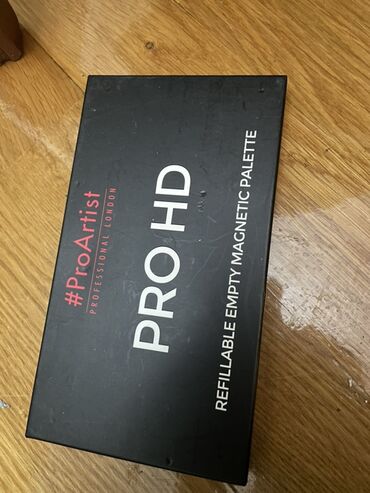 #ProArtist
PROFESSIONAL LONDON
PRO HD
REFILLABLE EMPTY MAGNETIC PALETTE